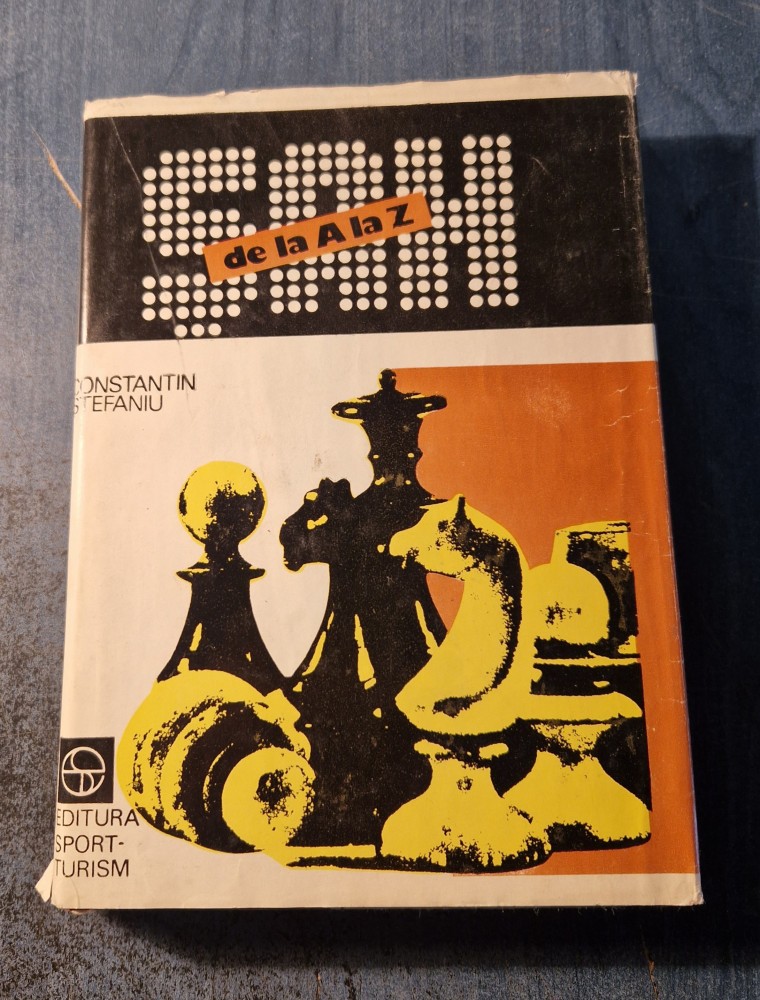 ŞAH
de la A la Z
CONSTANTIN
ŞTEFANIU
EDITURA
SPORT-
TURISM